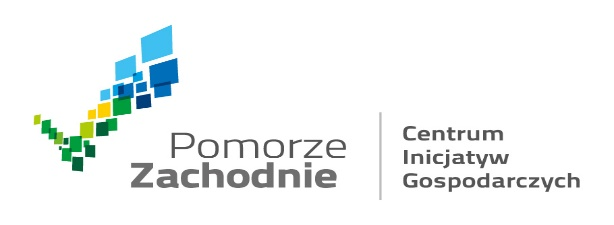 Pomorze
Zachodnie
Centrum
Inicjatyw
Gospodarczych